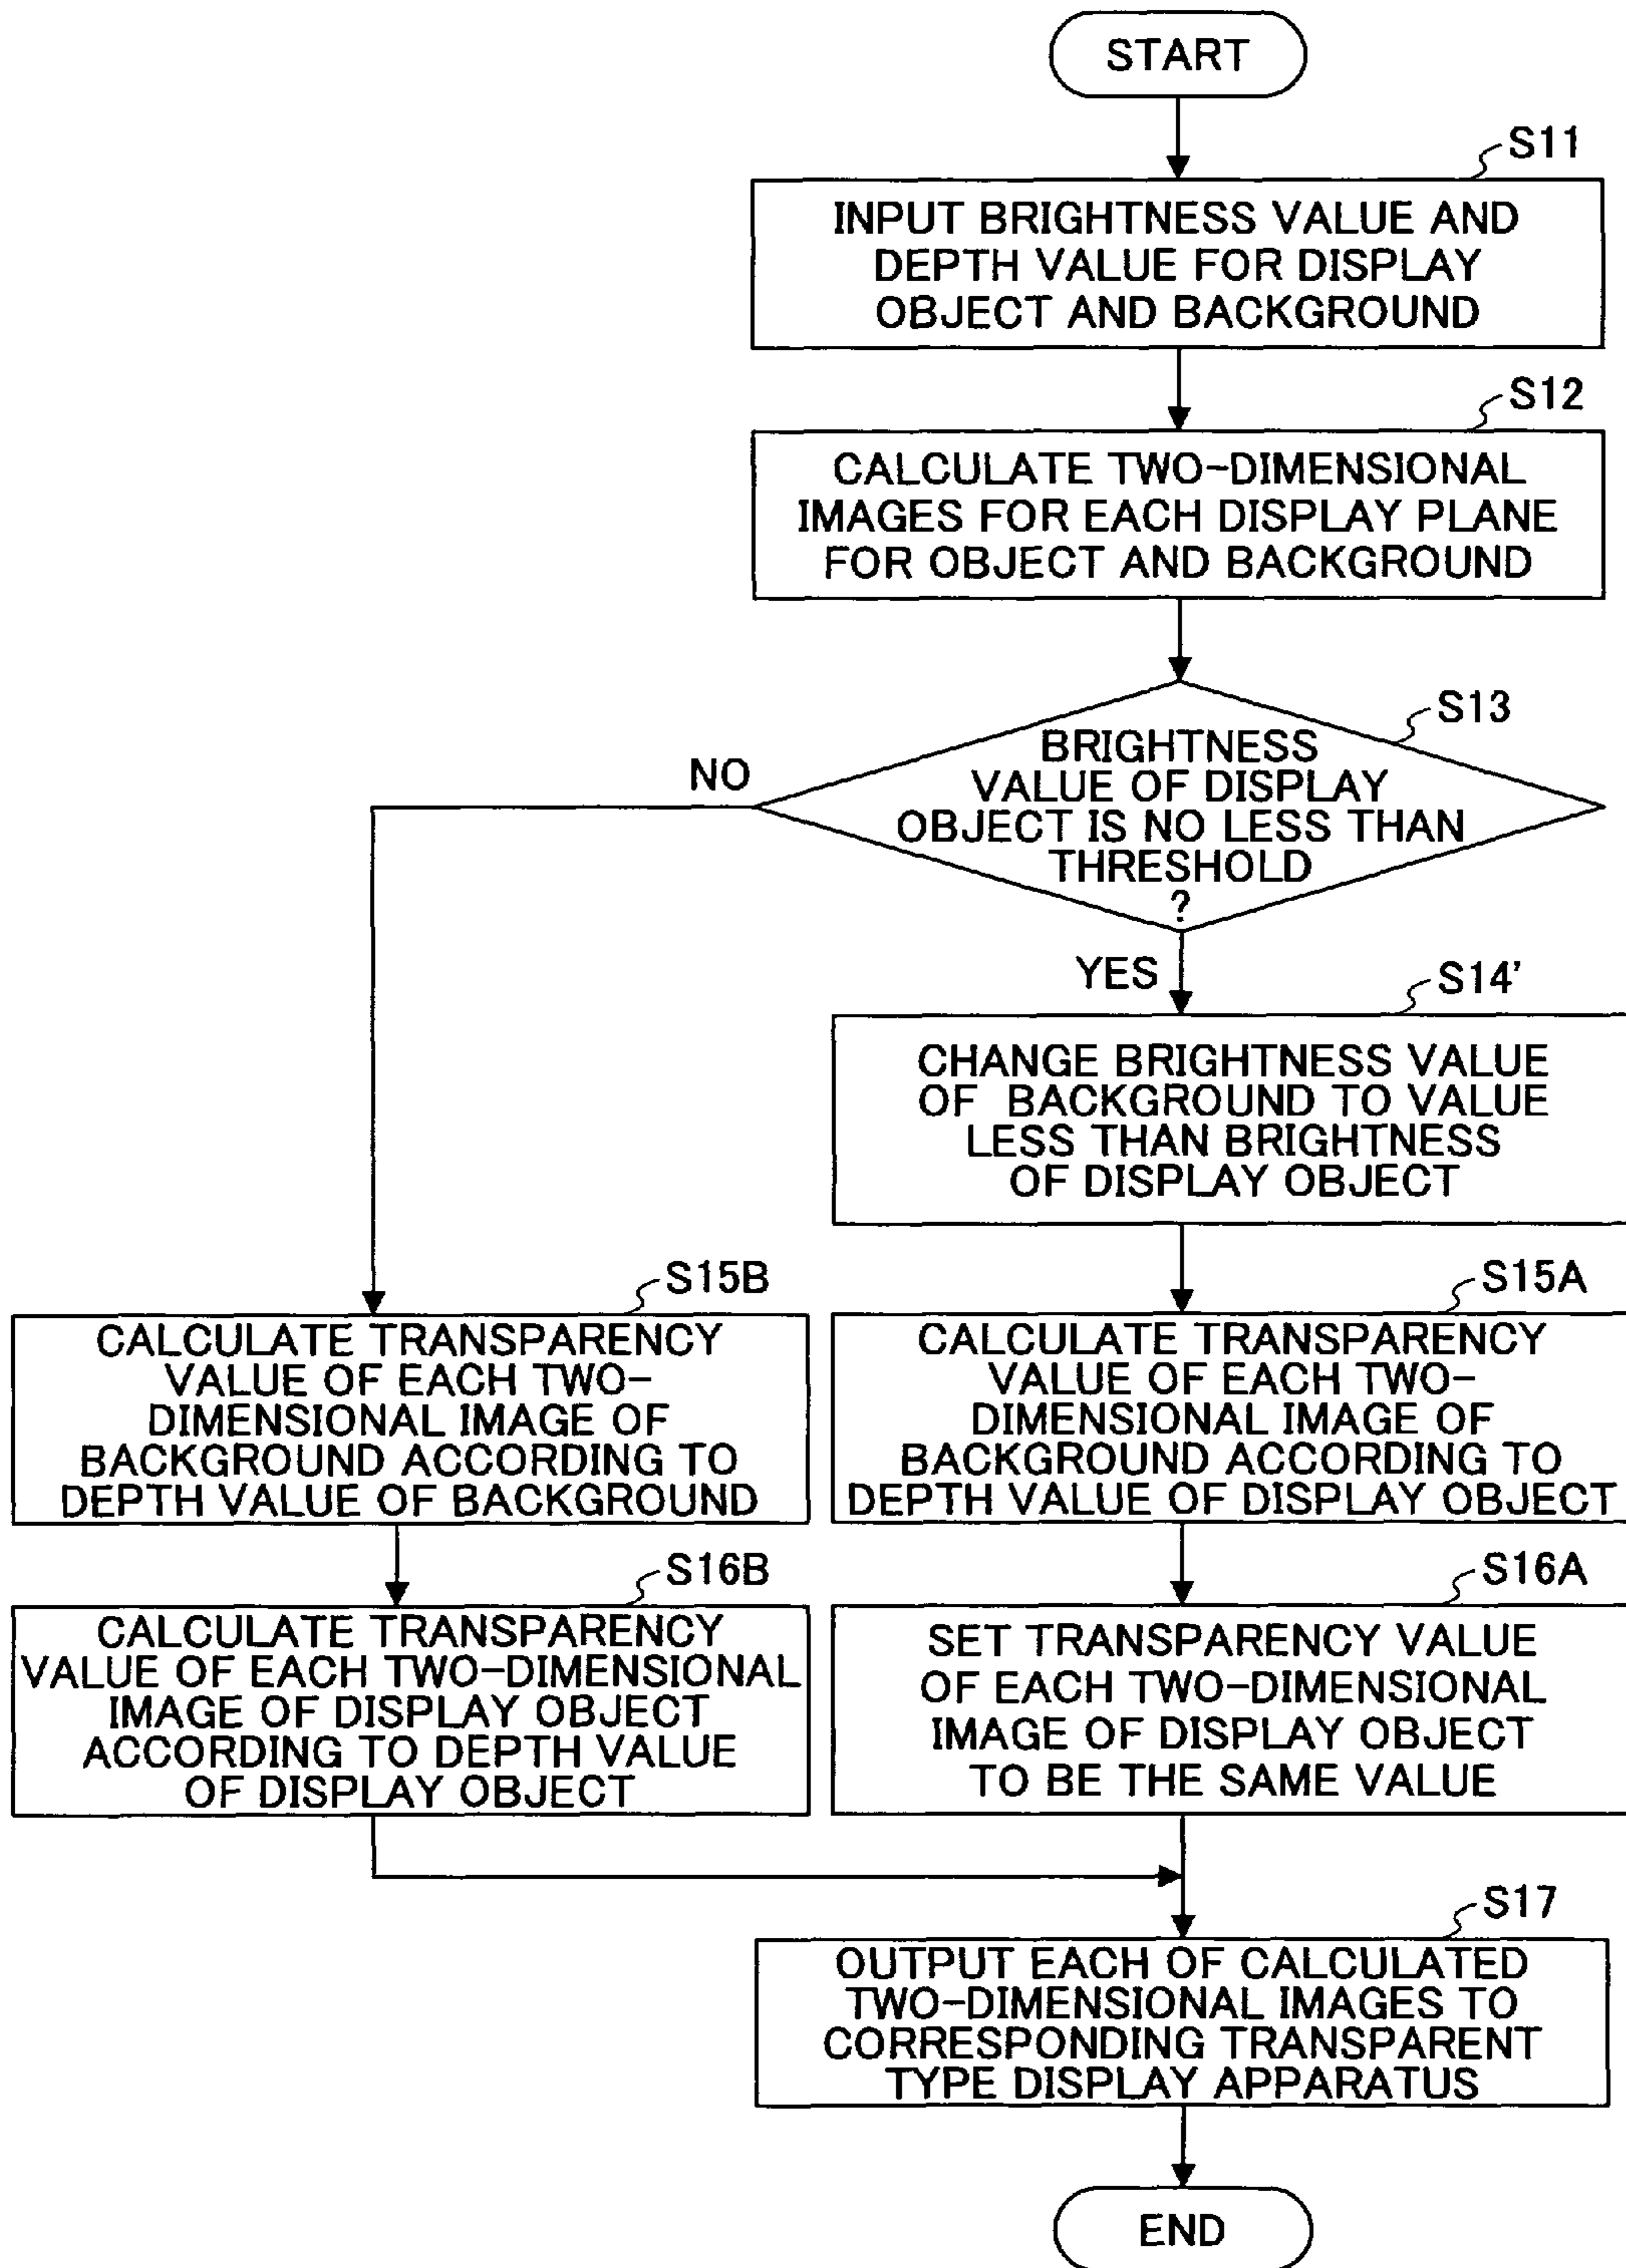 START
S11
INPUT BRIGHTNESS VALUE AND
DEPTH VALUE FOR DISPLAY
OBJECT AND BACKGROUND
S12
CALCULATE TWO-DIMENSIONAL
IMAGES FOR EACH DISPLAY PLANE
FOR OBJECT AND BACKGROUND
S13
BRIGHTNESS
VALUE OF DISPLAY
OBJECT IS NO LESS THAN
THRESHOLD
?
NO
YES
S14'
CHANGE BRIGHTNESS VALUE
OF BACKGROUND TO VALUE
LESS THAN BRIGHTNESS
OF DISPLAY OBJECT
S15B
CALCULATE TRANSPARENCY
VALUE OF EACH TWO-
DIMENSIONAL IMAGE OF
BACKGROUND ACCORDING TO
DEPTH VALUE OF BACKGROUND
S15A
CALCULATE TRANSPARENCY
VALUE OF EACH TWO-
DIMENSIONAL IMAGE OF
BACKGROUND ACCORDING TO
DEPTH VALUE OF DISPLAY OBJECT
S16B
CALCULATE TRANSPARENCY
VALUE OF EACH TWO-DIMENSIONAL
IMAGE OF DISPLAY OBJECT
ACCORDING TO DEPTH VALUE
OF DISPLAY OBJECT
S16A
SET TRANSPARENCY VALUE
OF EACH TWO-DIMENSIONAL
IMAGE OF DISPLAY OBJECT
TO BE THE SAME VALUE
S17
OUTPUT EACH OF CALCULATED
TWO-DIMENSIONAL IMAGES TO
CORRESPONDING TRANSPARENT
TYPE DISPLAY APPARATUS
END